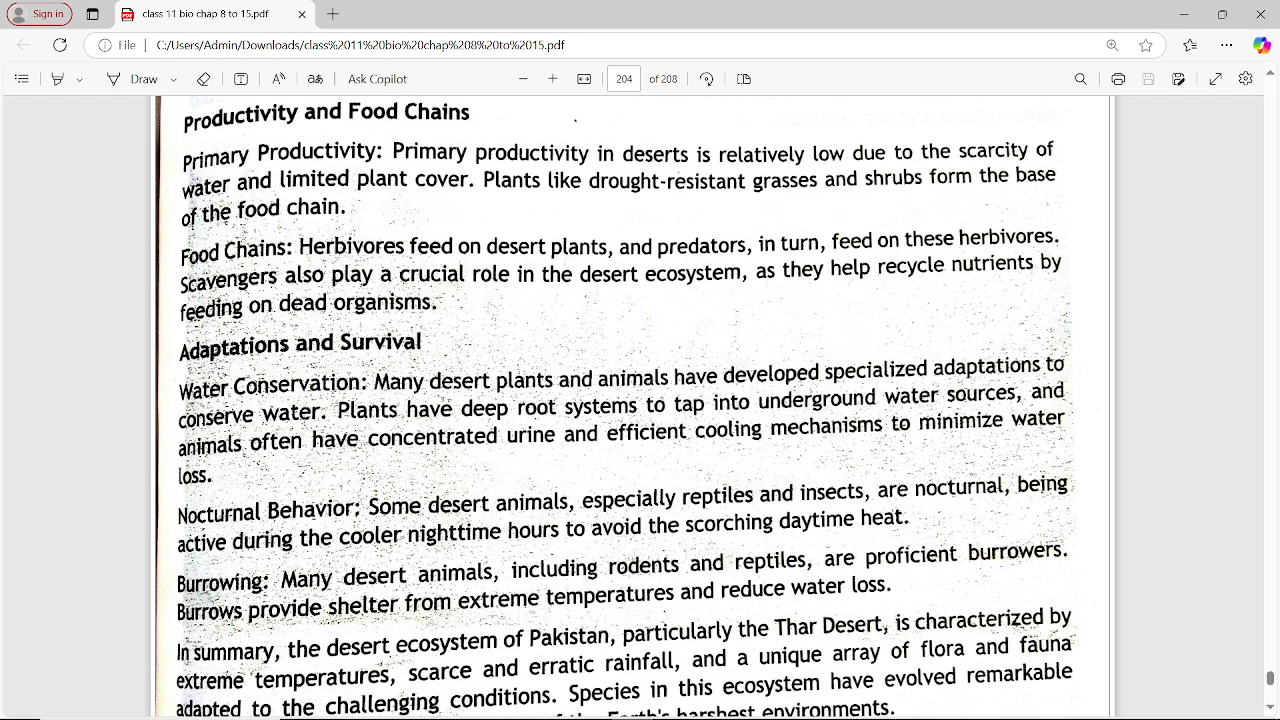 Sign in
class 11 bio chap 8 to 15.pdf
File
C:/Users/Admin/Downloads/class%2011%20bio%20chap%208%20to%2015.pdf
Draw
Ask Copilot
204 of 208
Productivity and Food Chains
Primary Productivity: Primary productivity in deserts is relatively low due to the scarcity of
water and limited plant cover. Plants like drought-resistant grasses and shrubs form the base
of the food chain.
Food Chains: Herbivores feed on desert plants, and predators, in turn, feed on these herbivores.
Scavengers also play a crucial role in the desert ecosystem, as they help recycle nutrients by
feeding on dead organisms.
Adaptations and Survival
Water Conservation: Many desert plants and animals have developed specialized adaptations to
conserve water. Plants have deep root systems to tap into underground water sources, and
animals often have concentrated urine and efficient cooling mechanisms to minimize water
loss.
Nocturnal Behavior: Some desert animals, especially reptiles and insects, are nocturnal, being
active during the cooler nighttime hours to avoid the scorching daytime heat.
Burrowing: Many desert animals, including rodents and reptiles, are proficient burrowers.
Burrows provide shelter from extreme temperatures and reduce water loss.
In summary, the desert ecosystem of Pakistan, particularly the Thar Desert, is characterized by
extreme temperatures, scarce and erratic rainfall, and a unique array of flora and fauna
adapted to the challenging conditions. Species in this ecosystem have evolved remarkable
Earth's harshest environments.